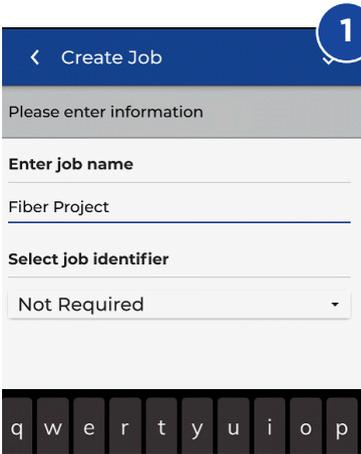 1
Create Job
Please enter information
Enter job name
Fiber Project
Select job identifier
Not Required
q w e r t y u i o p